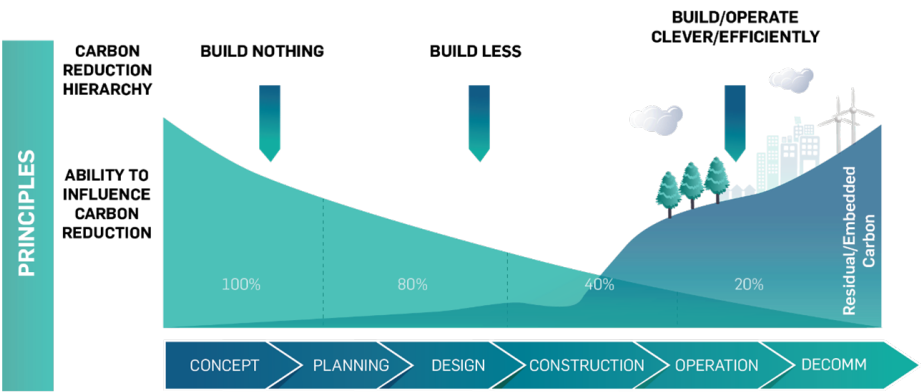 PRINCIPLES
CARBON
REDUCTION
HIERARCHY
BUILD NOTHING
BUILD LESS
BUILD/OPERATE
CLEVER/EFFICIENTLY
ABILITY TO
INFLUENCE
CARBON
REDUCTION
100%
80%
40%
20%
Residual/Embedded
Carbon
CONCEPT
PLANNING
DESIGN
CONSTRUCTION
OPERATION
DECOMM